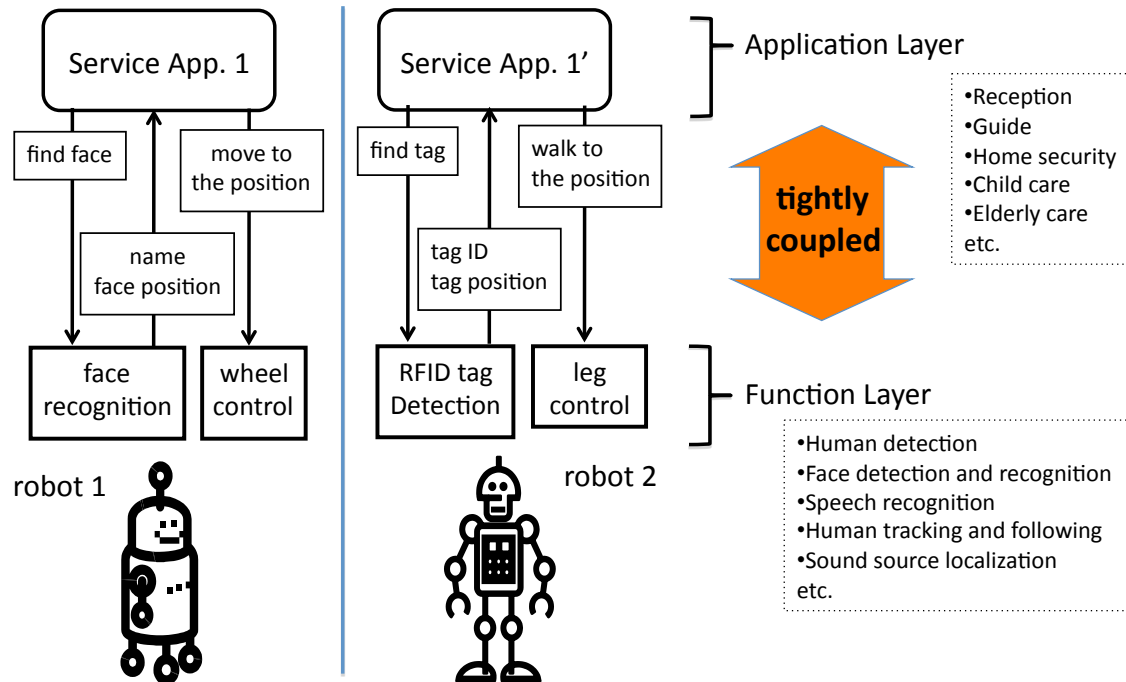 Service App. 1
find face
move to
the position
name
face position
face
recognition
wheel
control
robot 1
Service App. 1’
find tag
walk to
the position
tag ID
tag position
RFID tag
Detection
leg
control
robot 2
Application Layer
•Reception
•Guide
•Home security
•Child care
•Elderly care
etc.
tightly
coupled
Function Layer
•Human detection
•Face detection and recognition
•Speech recognition
•Human tracking and following
•Sound source localization
etc.